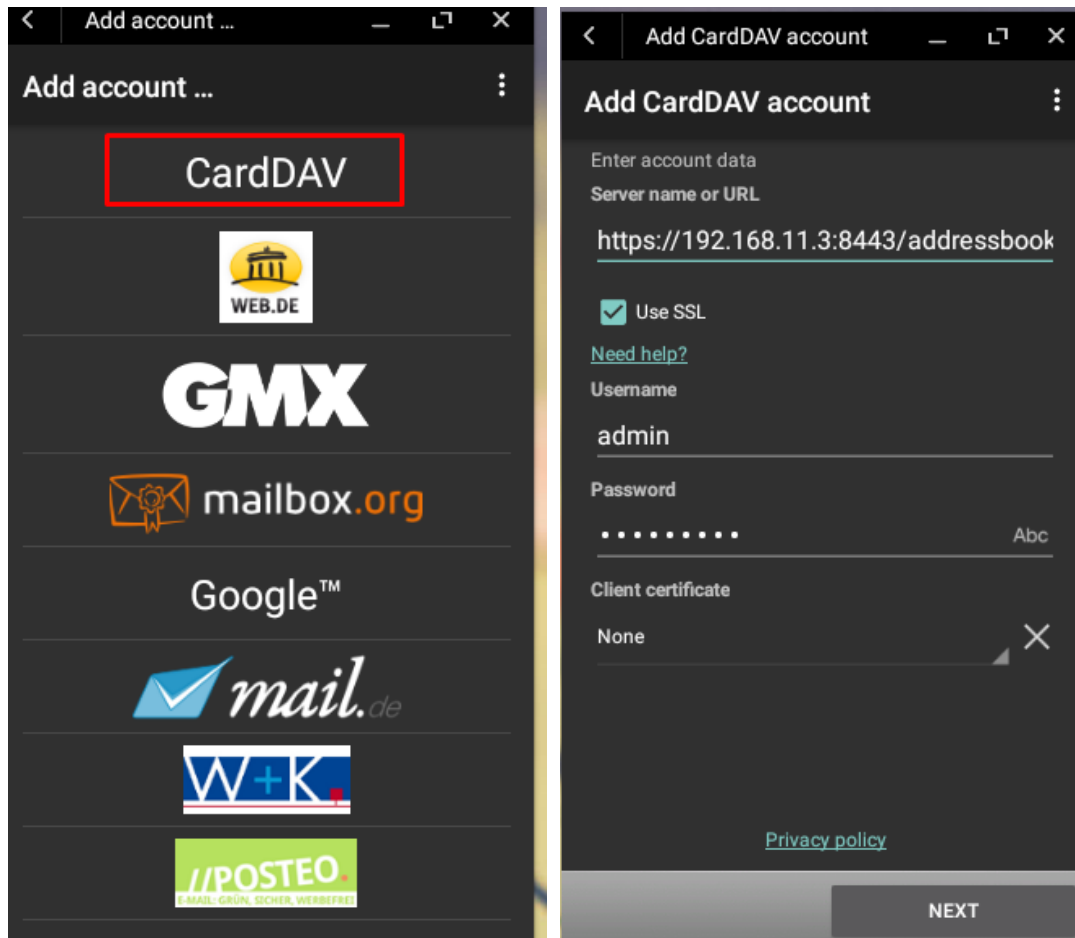 Add account ...
Add account ...
CardDAV
WEB.DE
GMX
mailbox.org
Google™
mail.de
W+K.
//POSTEO.
E-MAIL: GRÜN, SICHER, WERBEFREI
Add CardDAV account
Add CardDAV account
Enter account data
Server name or URL
https://192.168.11.3:8443/addressbook
Use SSL
Need help?
Username
admin
Password
•••••••••
Abc
Client certificate
None
Privacy policy
NEXT